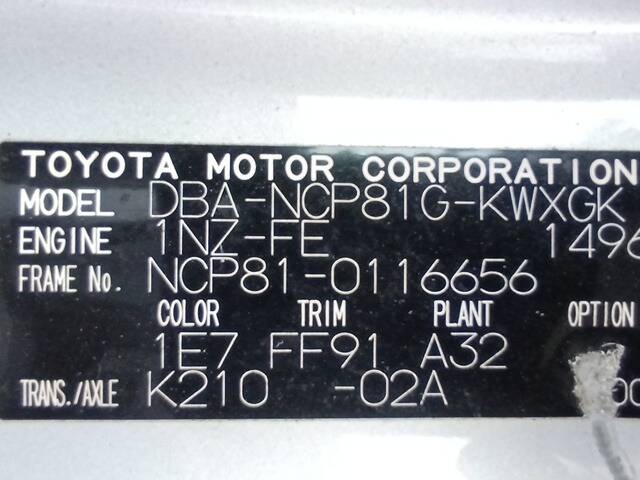 TOYOTA MOTOR CORPORATION
MODEL DBA-NCP81G-KWXGK
ENGINE 1NZ-FE 1496
FRAME No. NCP81-0116656
COLOR TRIM PLANT OPTION
1E7 FF91 A32
TRANS./AXLE K210 -02A 00